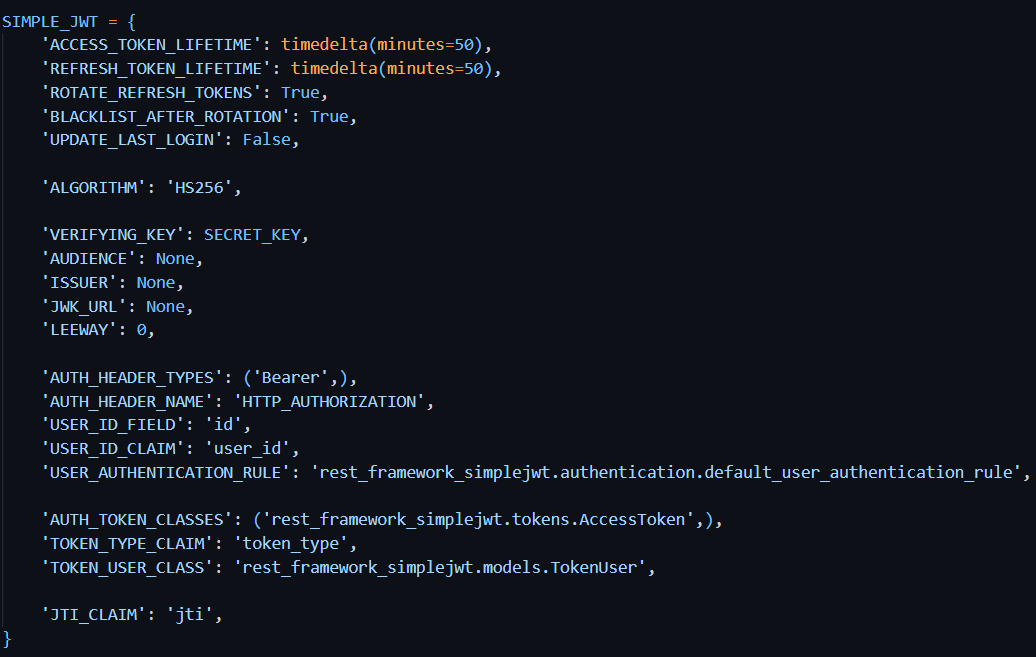 SIMPLE_JWT = {
    'ACCESS_TOKEN_LIFETIME': timedelta(minutes=50),
    'REFRESH_TOKEN_LIFETIME': timedelta(minutes=50),
    'ROTATE_REFRESH_TOKENS': True,
    'BLACKLIST_AFTER_ROTATION': True,
    'UPDATE_LAST_LOGIN': False,

    'ALGORITHM': 'HS256',

    'VERIFYING_KEY': SECRET_KEY,
    'AUDIENCE': None,
    'ISSUER': None,
    'JWK_URL': None,
    'LEEWAY': 0,

    'AUTH_HEADER_TYPES': ('Bearer',),
    'AUTH_HEADER_NAME': 'HTTP_AUTHORIZATION',
    'USER_ID_FIELD': 'id',
    'USER_ID_CLAIM': 'user_id',
    'USER_AUTHENTICATION_RULE': 'rest_framework_simplejwt.authentication.default_user_authentication_rule',

    'AUTH_TOKEN_CLASSES': ('rest_framework_simplejwt.tokens.AccessToken',),
    'TOKEN_TYPE_CLAIM': 'token_type',
    'TOKEN_USER_CLASS': 'rest_framework_simplejwt.models.TokenUser',

    'JTI_CLAIM': 'jti',
}